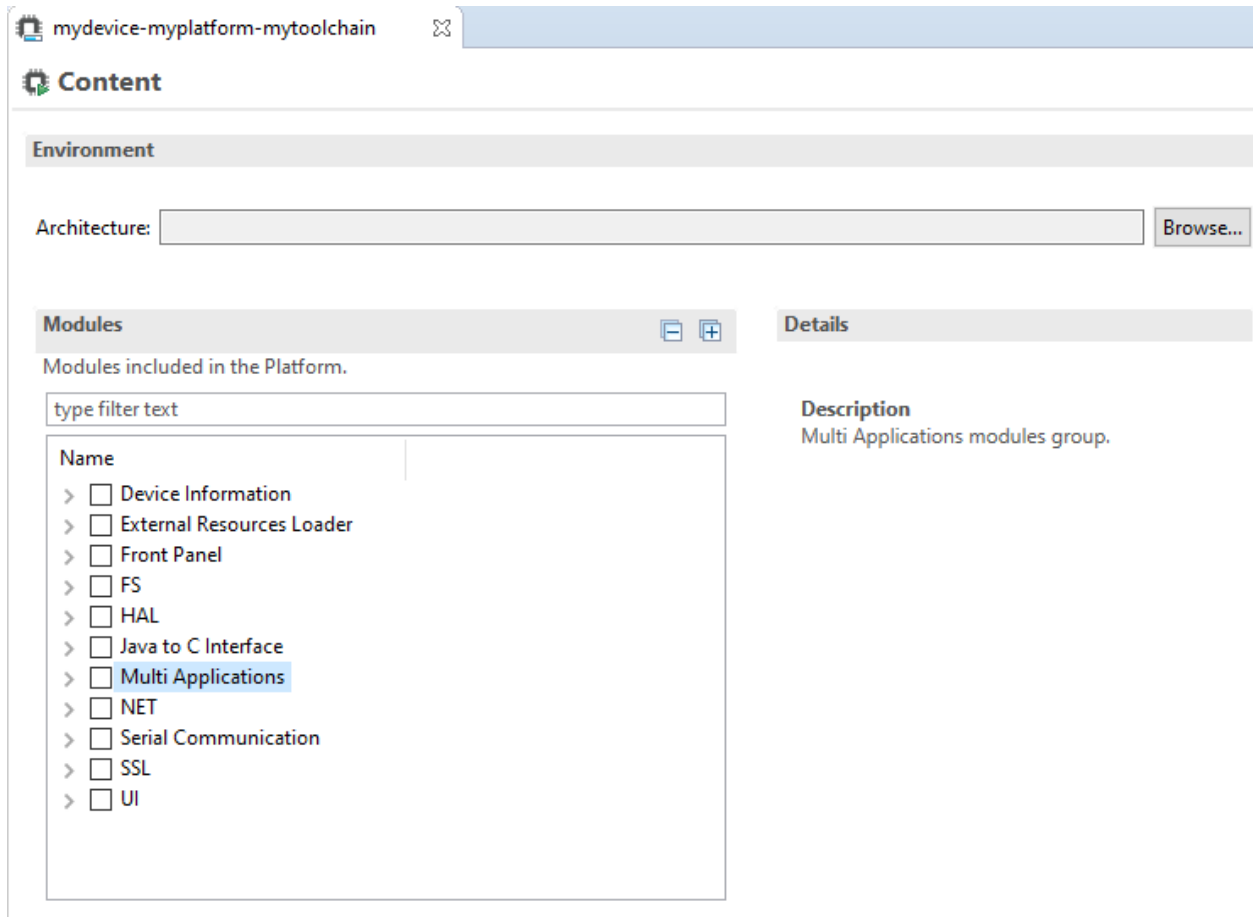 mydevice-myplatform-mytoolchain
Content
Environment
Architecture:
Browse...
Modules
Modules included in the Platform.
type filter text
Name
Device Information
External Resources Loader
Front Panel
FS
HAL
Java to C Interface
Multi Applications
NET
Serial Communication
SSL
UI
Details
Description
Multi Applications modules group.